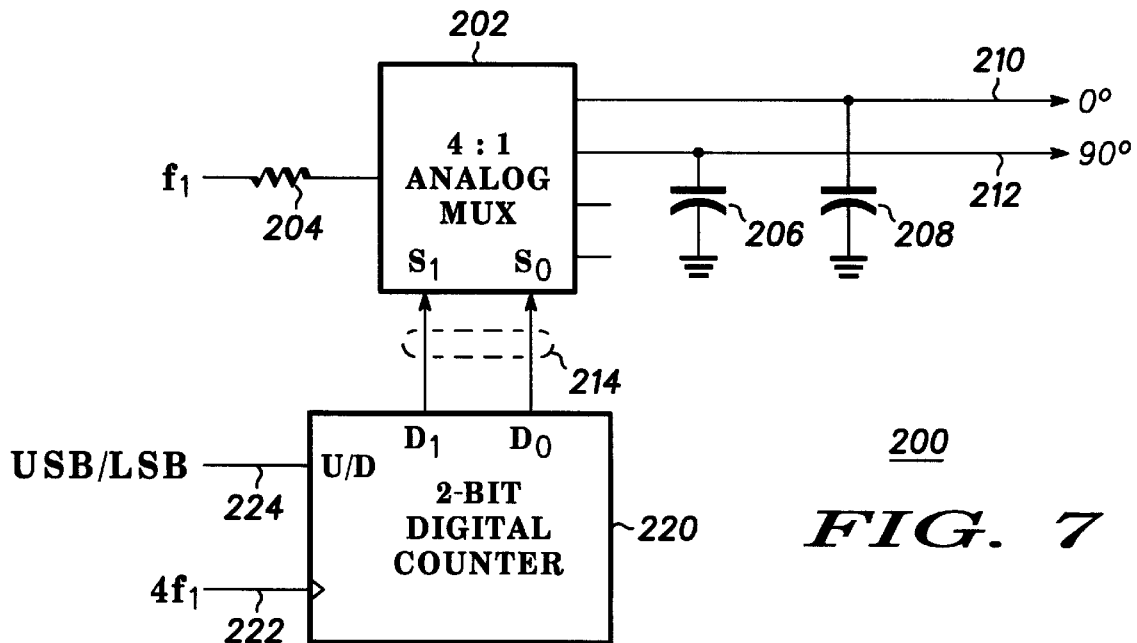 202
210
0°
4 : 1
ANALOG
MUX
90°
212
f₁
204
206
208
S₁ S₀
214
D₁ D₀
USB/LSB
U/D
224
2-BIT
DIGITAL
COUNTER
220
4f₁
222
200
FIG. 7